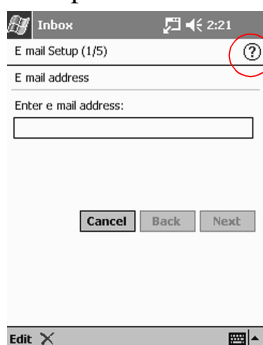 Inbox 2:21
E mail Setup (1/5) ?
E mail address
Enter e mail address:
Cancel Back Next
Edit